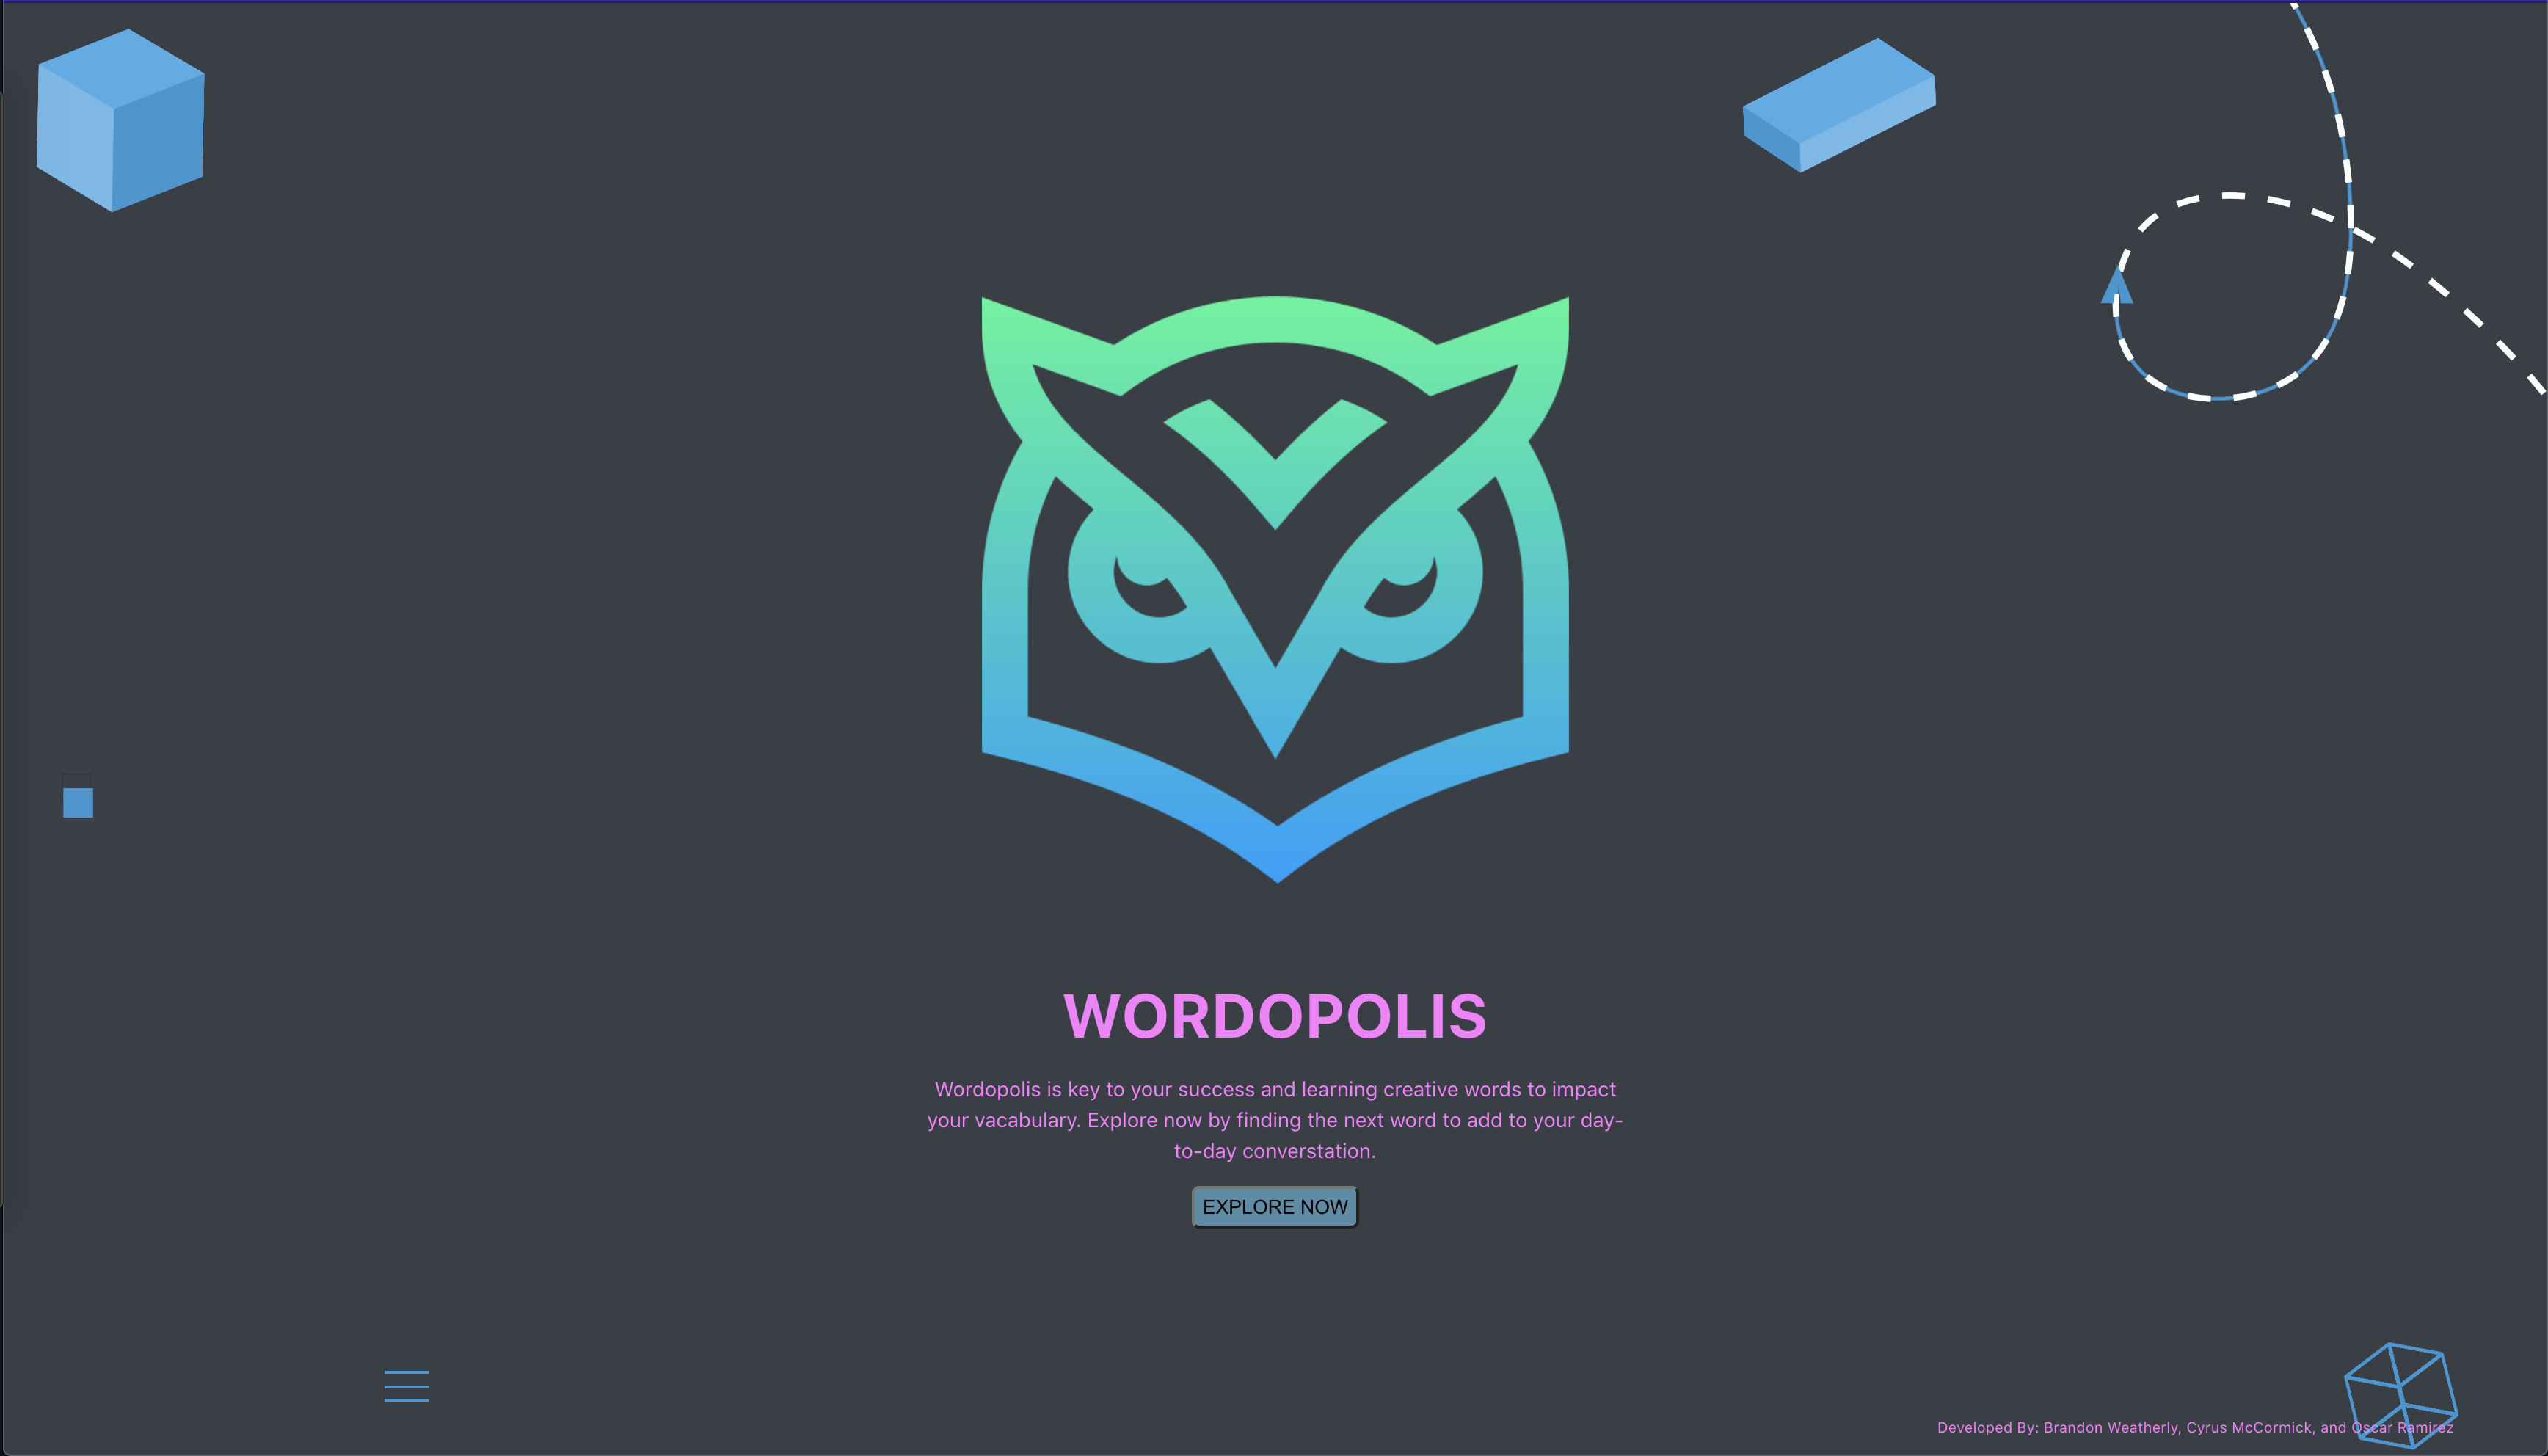 WORDOPOLIS
Wordopolis is key to your success and learning creative words to impact
your vacabulary. Explore now by finding the next word to add to your day-
to-day converstation.
EXPLORE NOW
Developed By: Brandon Weatherly, Cyrus McCormick, and Oscar Ramirez